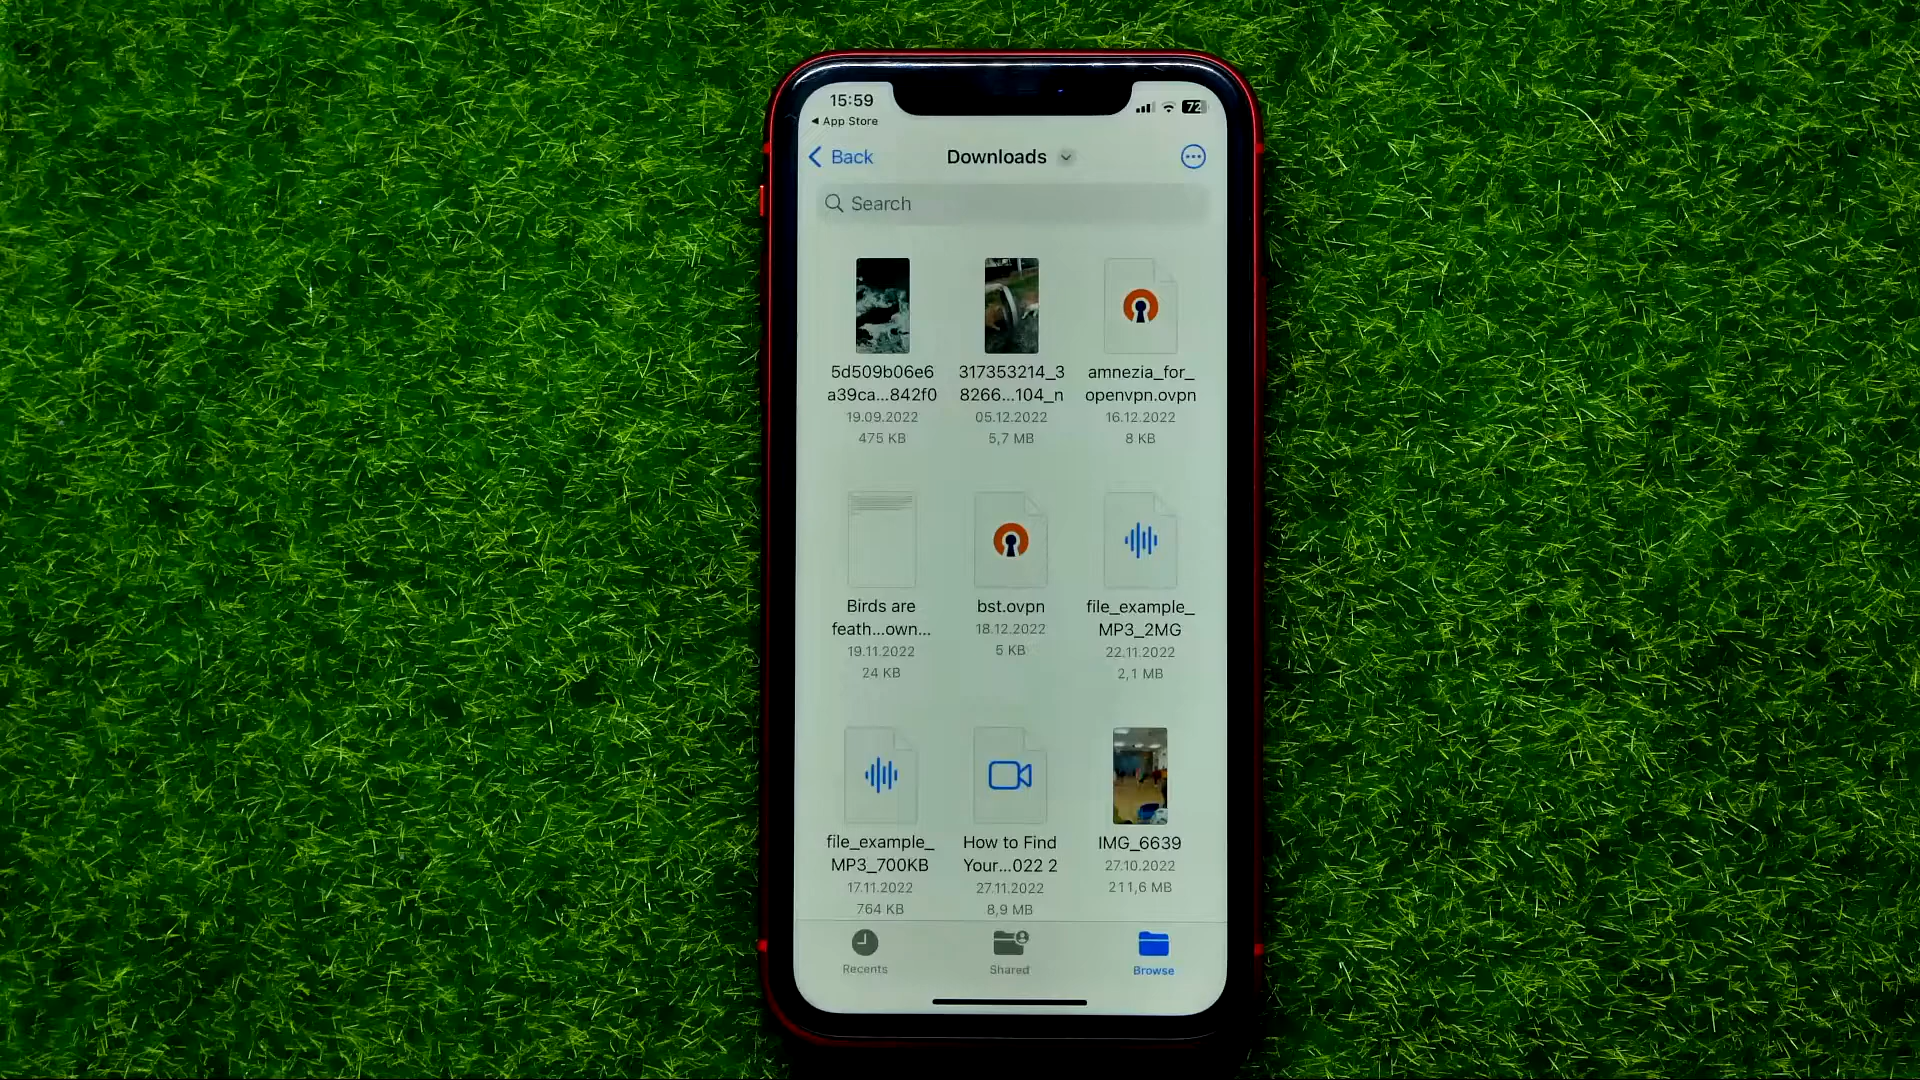 15:59
72
◀ App Store
Back
Downloads
Search
5d509b06e6
a39ca...842f0
19.09.2022
475 KB
317353214_3
8266...104_n
05.12.2022
5,7 MB
amnezia_for_
openvpn.ovpn
16.12.2022
8 KB
Birds are
feath...own...
19.11.2022
24 KB
bst.ovpn
18.12.2022
5 KB
file_example_
MP3_2MG
22.11.2022
2,1 MB
file_example_
MP3_700KB
17.11.2022
764 KB
How to Find
Your...022 2
27.11.2022
8,9 MB
IMG_6639
27.10.2022
211,6 MB
Recents
Shared
Browse